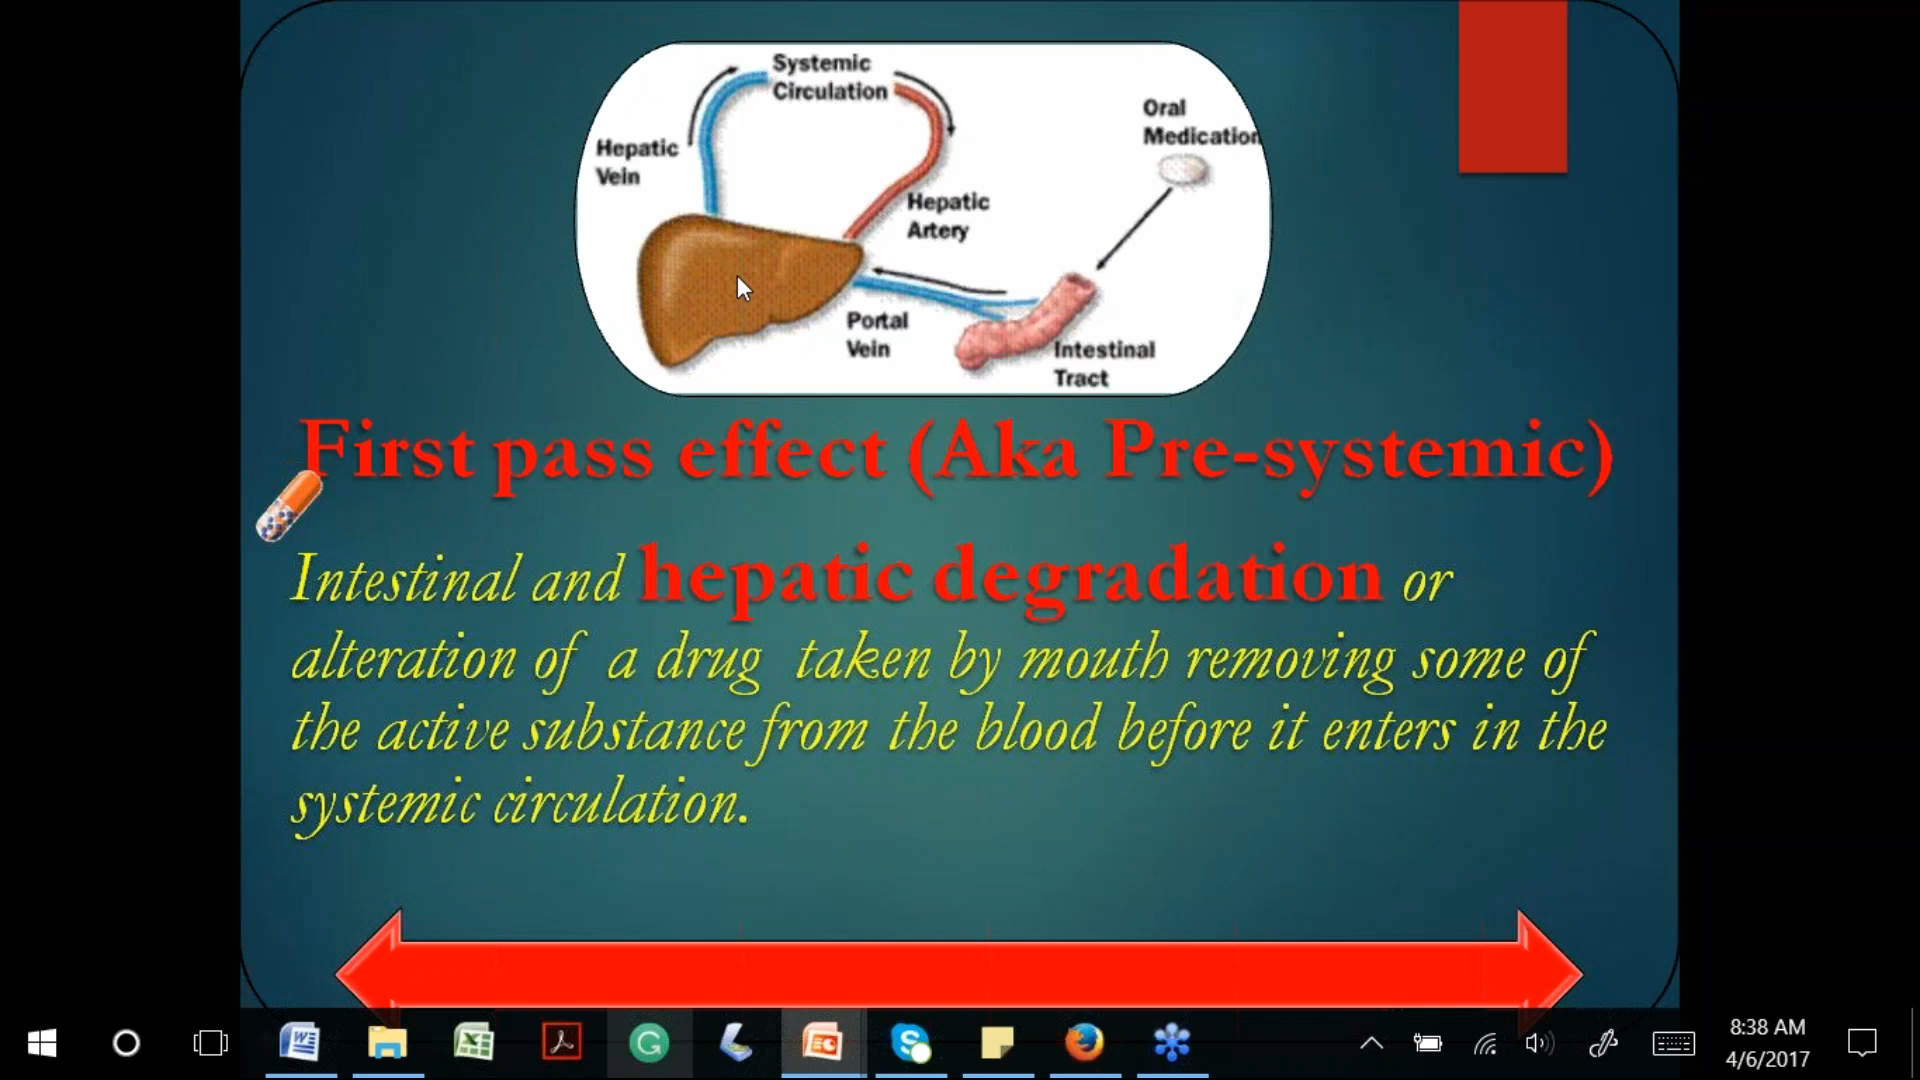 Systemic
Circulation
Oral
Medication
Hepatic
Vein
Hepatic
Artery
Portal
Vein
Intestinal
Tract
First pass effect (Aka Pre-systemic)
Intestinal and hepatic degradation or
alteration of a drug taken by mouth removing some of
the active substance from the blood before it enters in the
systemic circulation.
8:38 AM
4/6/2017